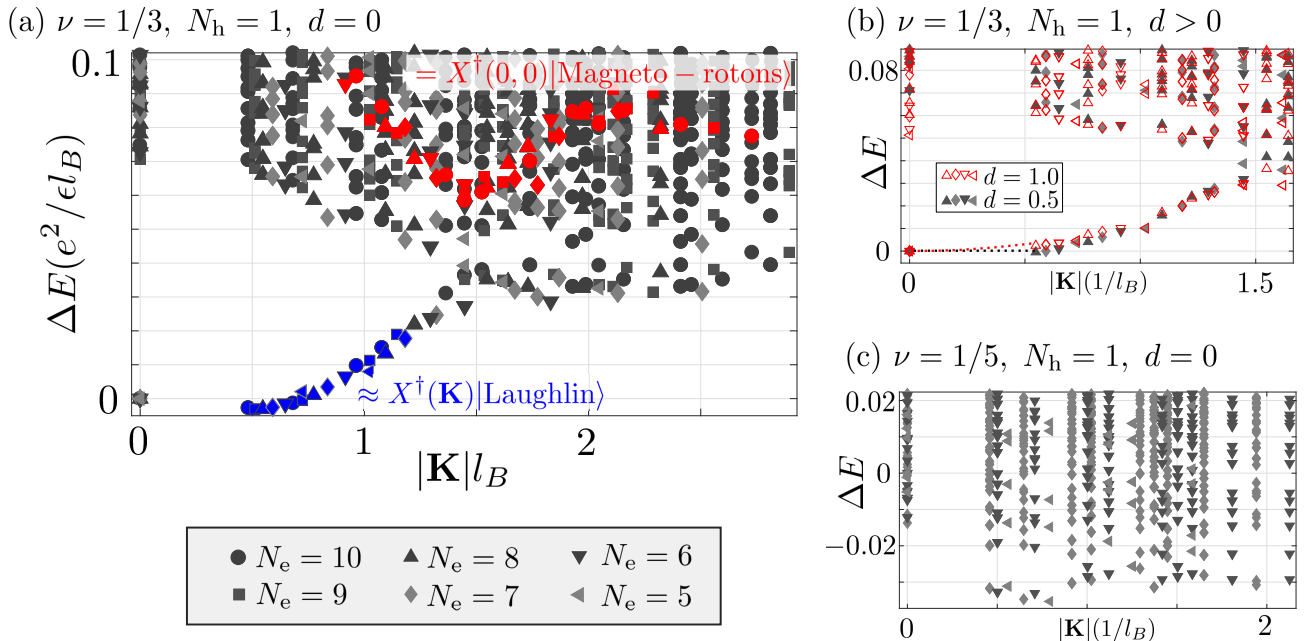 (a) ν = 1/3, N_h = 1, d = 0
0.1
0
ΔE(e²/ϵl_B)
= X†(0,0)|Magneto − rotons⟩
≈ X†(𝐊)|Laughlin⟩
0 1 2
|𝐊|l_B
N_e = 10 N_e = 8 N_e = 6
N_e = 9 N_e = 7 N_e = 5
(b) ν = 1/3, N_h = 1, d > 0
0.08
0
ΔE
d = 1.0
d = 0.5
0 |𝐊|(1/l_B) 1.5
(c) ν = 1/5, N_h = 1, d = 0
0.02
0
−0.02
ΔE
0 |𝐊|(1/l_B) 2